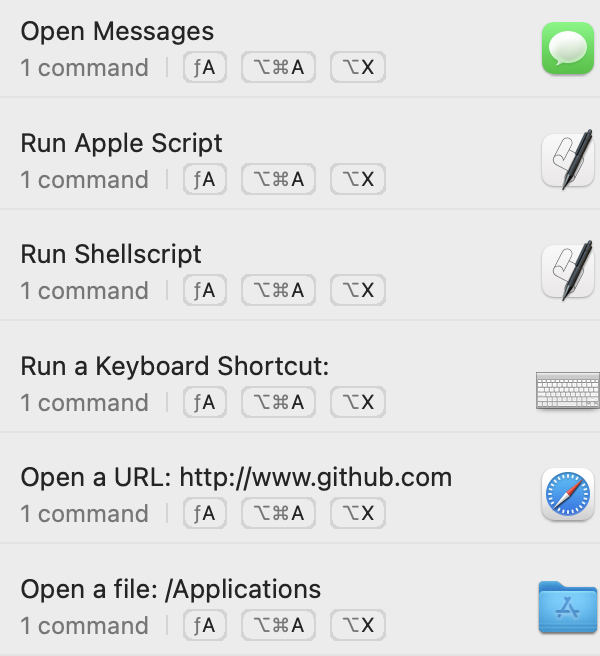 Open Messages
1 command ƒA ⌥⌘A ⌥X
Run Apple Script
1 command ƒA ⌥⌘A ⌥X
Run Shellscript
1 command ƒA ⌥⌘A ⌥X
Run a Keyboard Shortcut:
1 command ƒA ⌥⌘A ⌥X
Open a URL: http://www.github.com
1 command ƒA ⌥⌘A ⌥X
Open a file: /Applications
1 command ƒA ⌥⌘A ⌥X